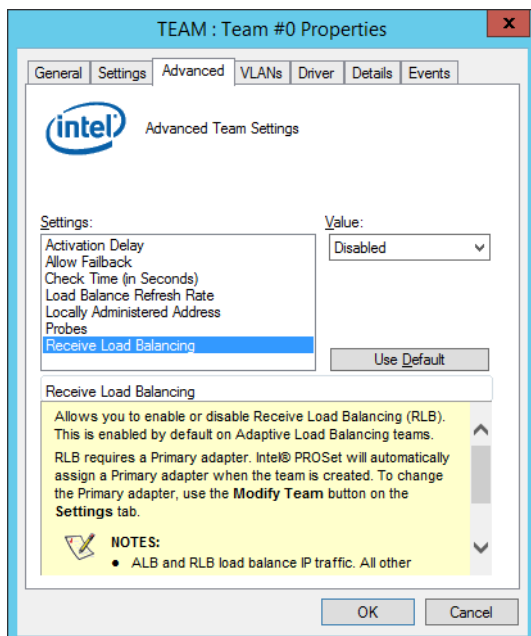 TEAM : Team #0 Properties
x
General Settings Advanced VLANs Driver Details Events
intel Advanced Team Settings
Settings: Value:
Activation Delay Disabled
Allow Failback
Check Time (in Seconds)
Load Balance Refresh Rate
Locally Administered Address
Probes
Receive Load Balancing
Use Default
Receive Load Balancing
Allows you to enable or disable Receive Load Balancing (RLB).
This is enabled by default on Adaptive Load Balancing teams.
RLB requires a Primary adapter. Intel® PROSet will automatically
assign a Primary adapter when the team is created. To change
the Primary adapter, use the Modify Team button on the
Settings tab.
NOTES:
• ALB and RLB load balance IP traffic. All other
OK Cancel